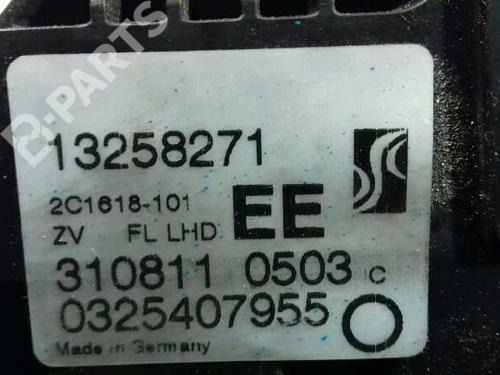 B-PARTS
13258271
2C1618-101
EE
ZV FL LHD
310811 0503 C
0325407955
Made in Germany